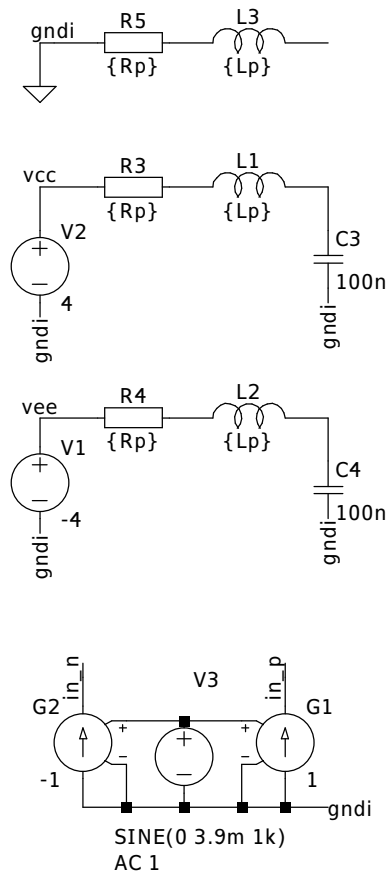 gndi
R5
L3
{Rp}
{Lp}
vcc
R3
L1
{Rp}
{Lp}
V2
4
gndi
C3
100n
gndi
vee
R4
L2
{Rp}
{Lp}
V1
-4
gndi
C4
100n
gndi
in_n
V3
in_p
G2
G1
-1
1
gndi
SINE(0 3.9m 1k)
AC 1